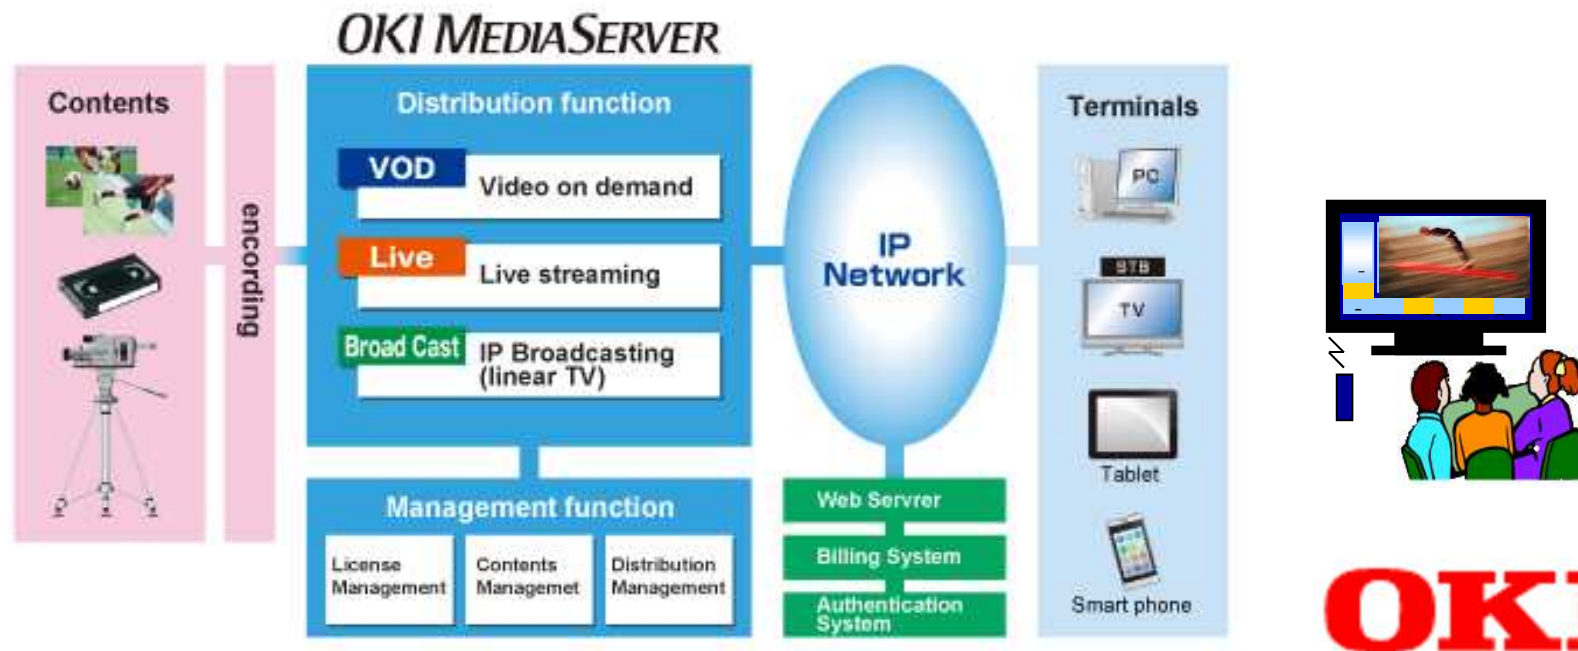 OKI MEDIASERVER
Contents
encording
Distribution function
VOD
Video on demand
Live
Live streaming
Broad Cast
IP Broadcasting
(linear TV)
Management function
License
Management
Contents
Managemet
Distribution
Management
IP
Network
Web Servrer
Billing System
Authentication
System
Terminals
PC
STB
TV
Tablet
Smart phone
OKI